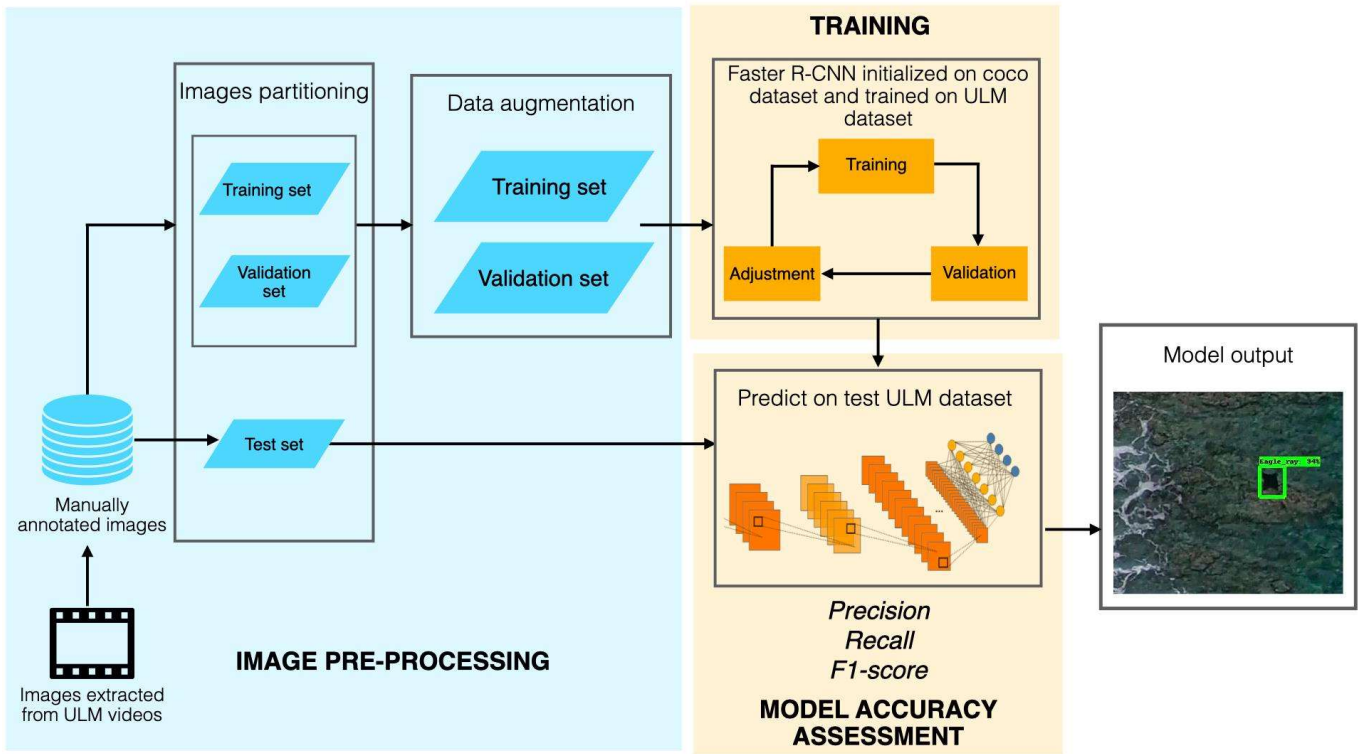 TRAINING
Images partitioning
Training set
Validation
set
Test set
Data augmentation
Training set
Validation set
Faster R-CNN initialized on coco
dataset and trained on ULM
dataset
Training
Adjustment
Validation
Manually
annotated images
Images extracted
from ULM videos
IMAGE PRE-PROCESSING
Predict on test ULM dataset
...
Precision
Recall
F1-score
MODEL ACCURACY
ASSESSMENT
Model output
Eagle_ray: 94%